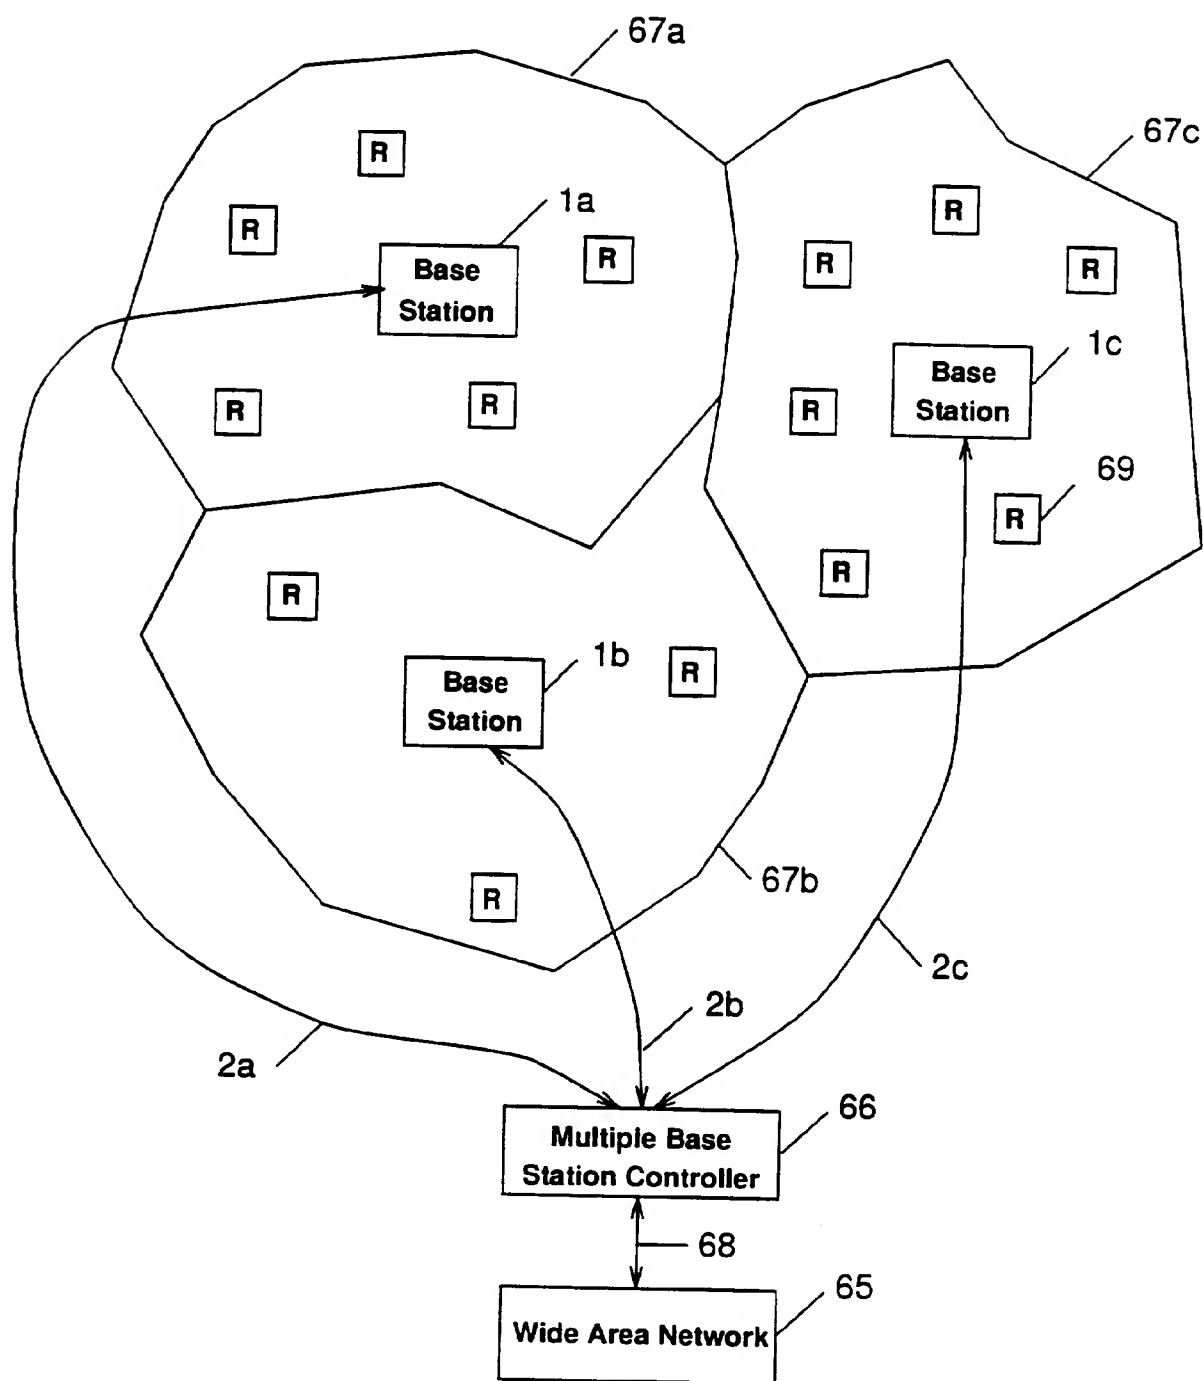 67a
67c
R
1a
R
R
R
R
R
R
Base
Station
1c
Base
Station
R
R
R
69
R
R
R
1b
R
Base
Station
67b
R
2c
2b
2a
66
Multiple Base
Station Controller
68
65
Wide Area Network